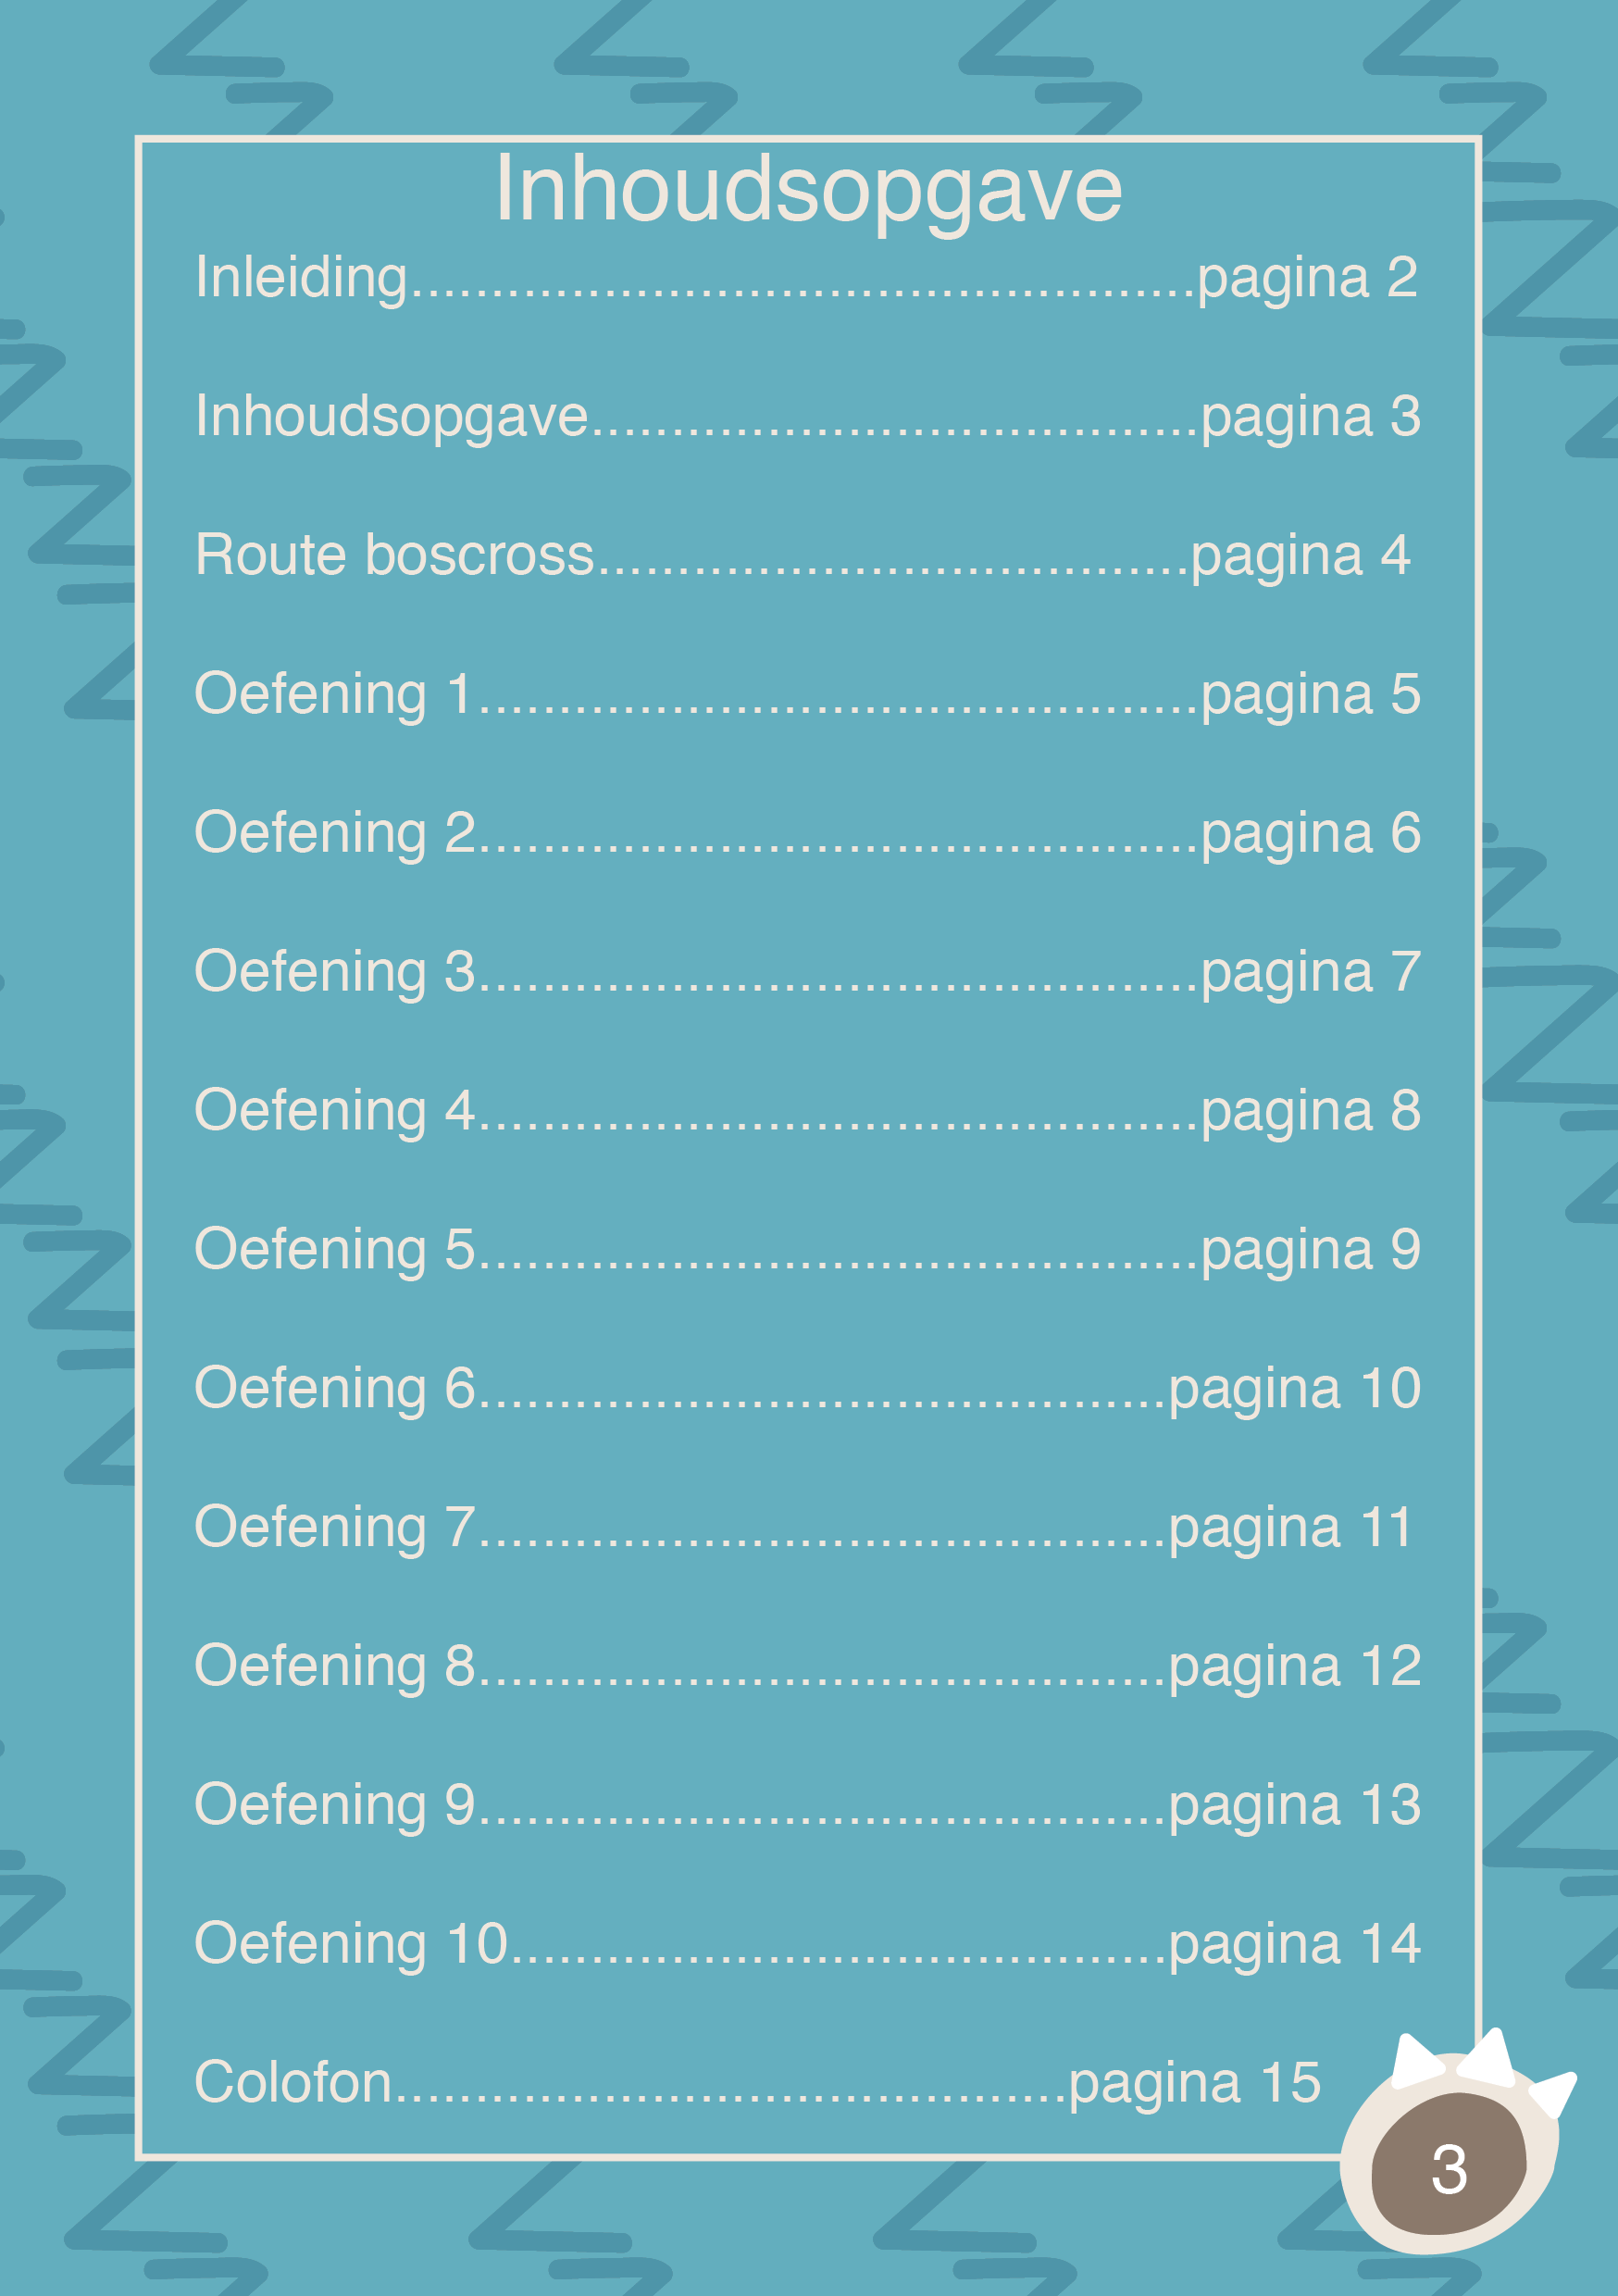 Inhoudsopgave
Inleiding.................................................pagina 2
Inhoudsopgave......................................pagina 3
Route boscross.....................................pagina 4
Oefening 1.............................................pagina 5
Oefening 2.............................................pagina 6
Oefening 3.............................................pagina 7
Oefening 4.............................................pagina 8
Oefening 5.............................................pagina 9
Oefening 6...........................................pagina 10
Oefening 7...........................................pagina 11
Oefening 8...........................................pagina 12
Oefening 9...........................................pagina 13
Oefening 10.........................................pagina 14
Colofon..........................................pagina 15
3